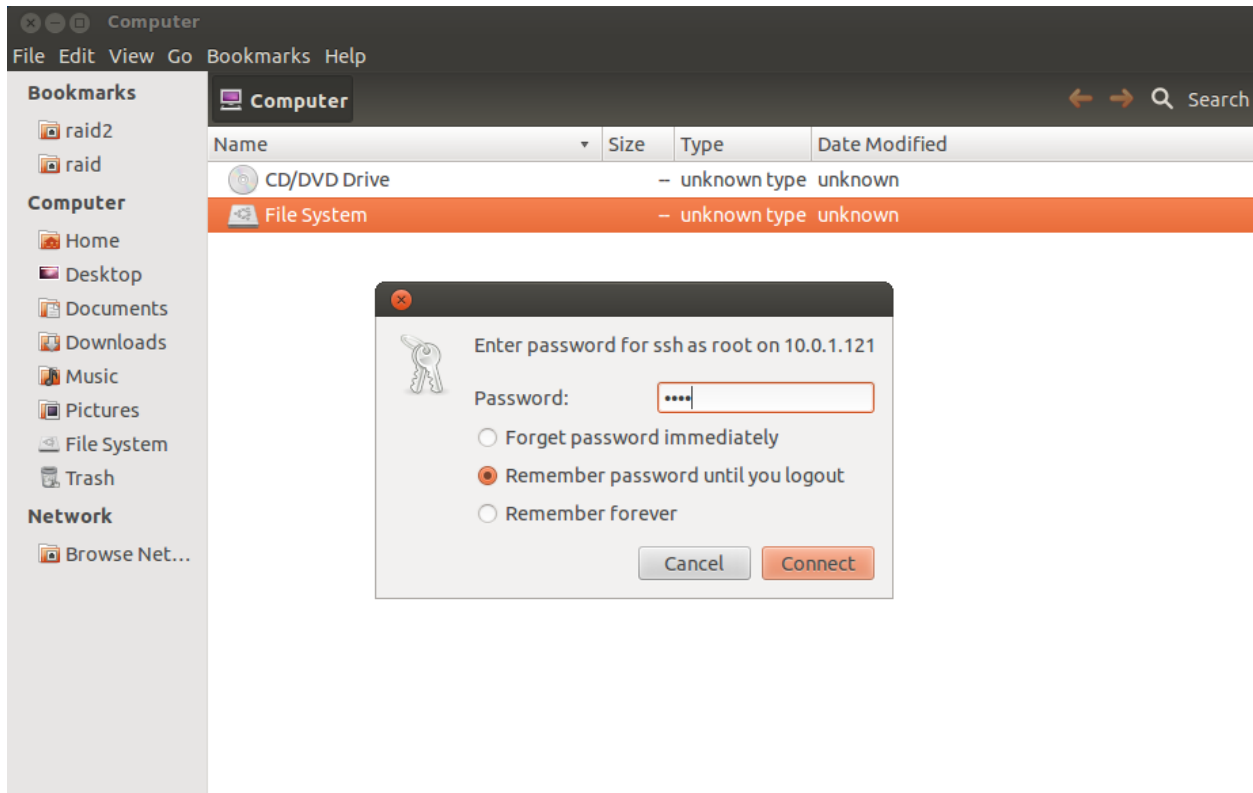 Computer
File Edit View Go Bookmarks Help
Bookmarks
raid2
raid
Computer
Home
Desktop
Documents
Downloads
Music
Pictures
File System
Trash
Network
Browse Net...
Computer
Search
Name Size Type Date Modified
CD/DVD Drive -- unknown type unknown
File System -- unknown type unknown
Enter password for ssh as root on 10.0.1.121
Password: ••••
Forget password immediately
Remember password until you logout
Remember forever
Cancel Connect